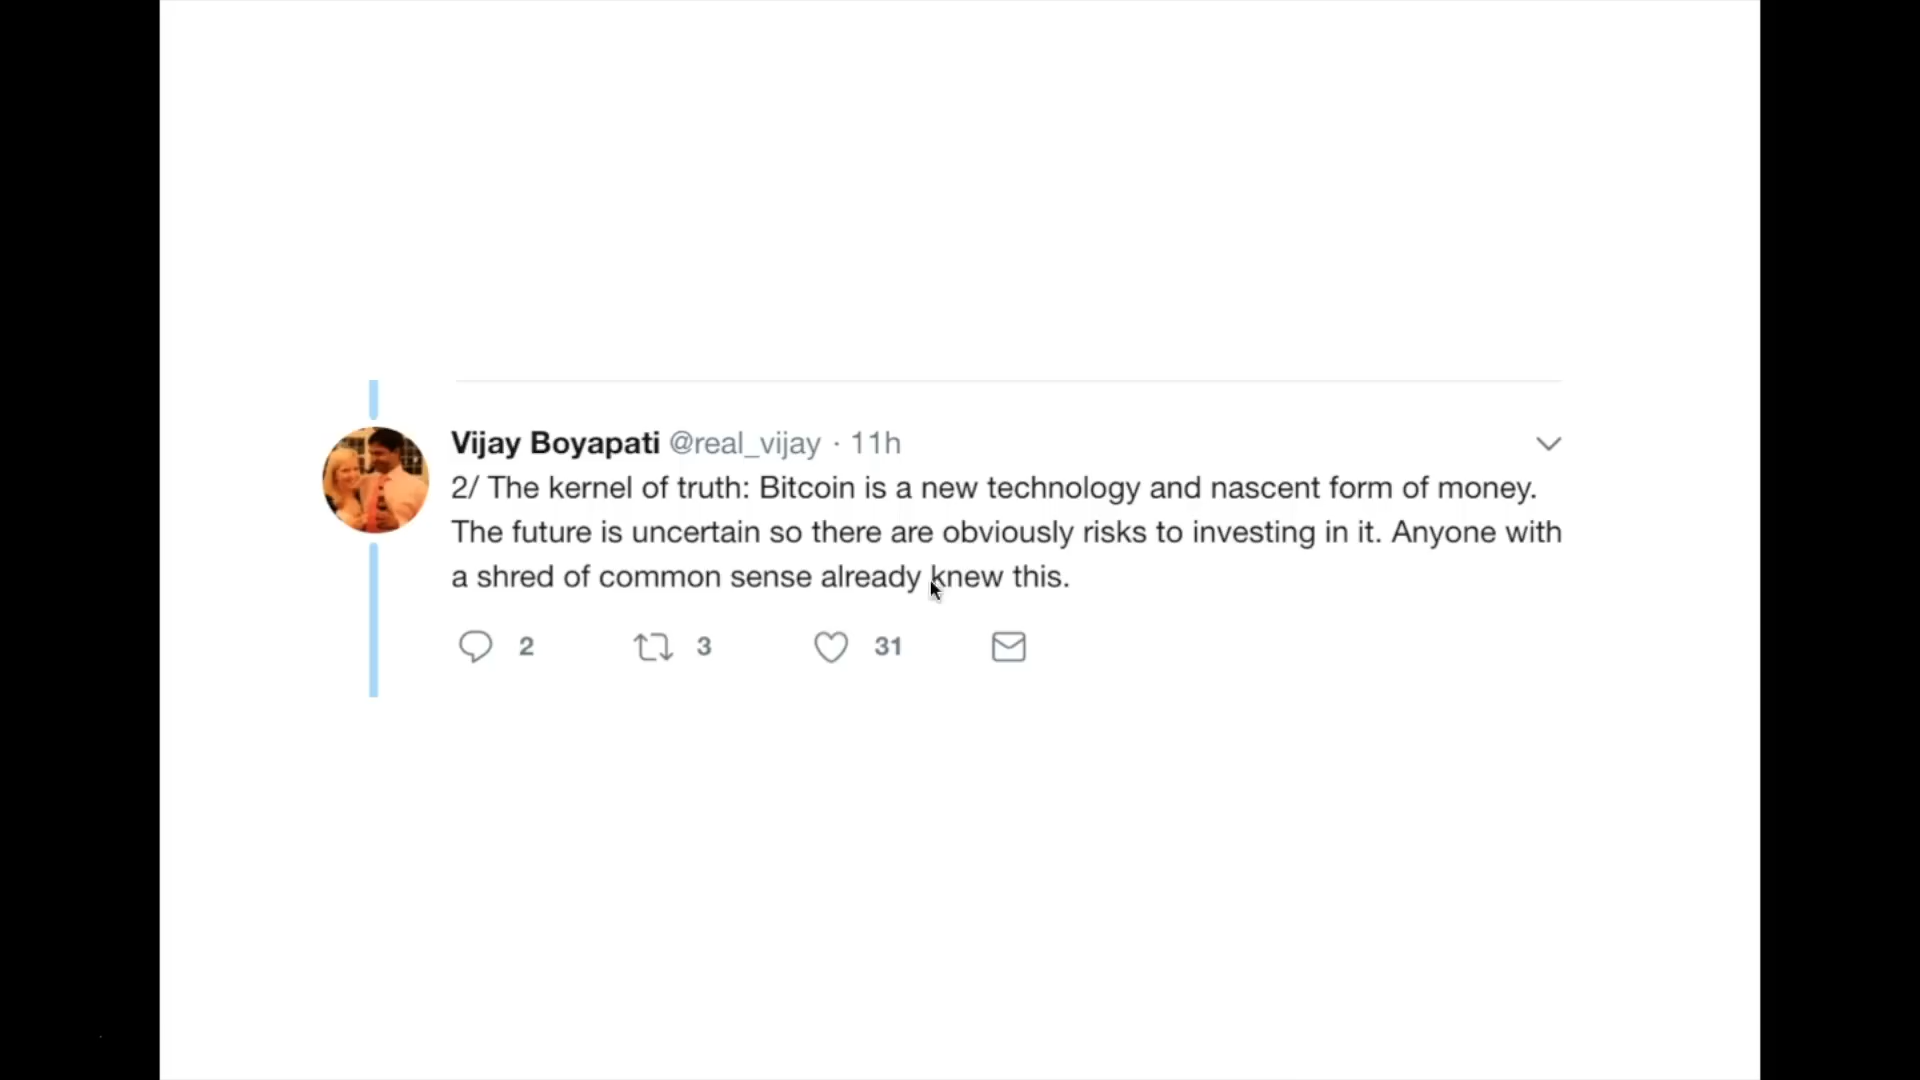 Vijay Boyapati @real_vijay · 11h
2/ The kernel of truth: Bitcoin is a new technology and nascent form of money.
The future is uncertain so there are obviously risks to investing in it. Anyone with
a shred of common sense already knew this.
2 3 31